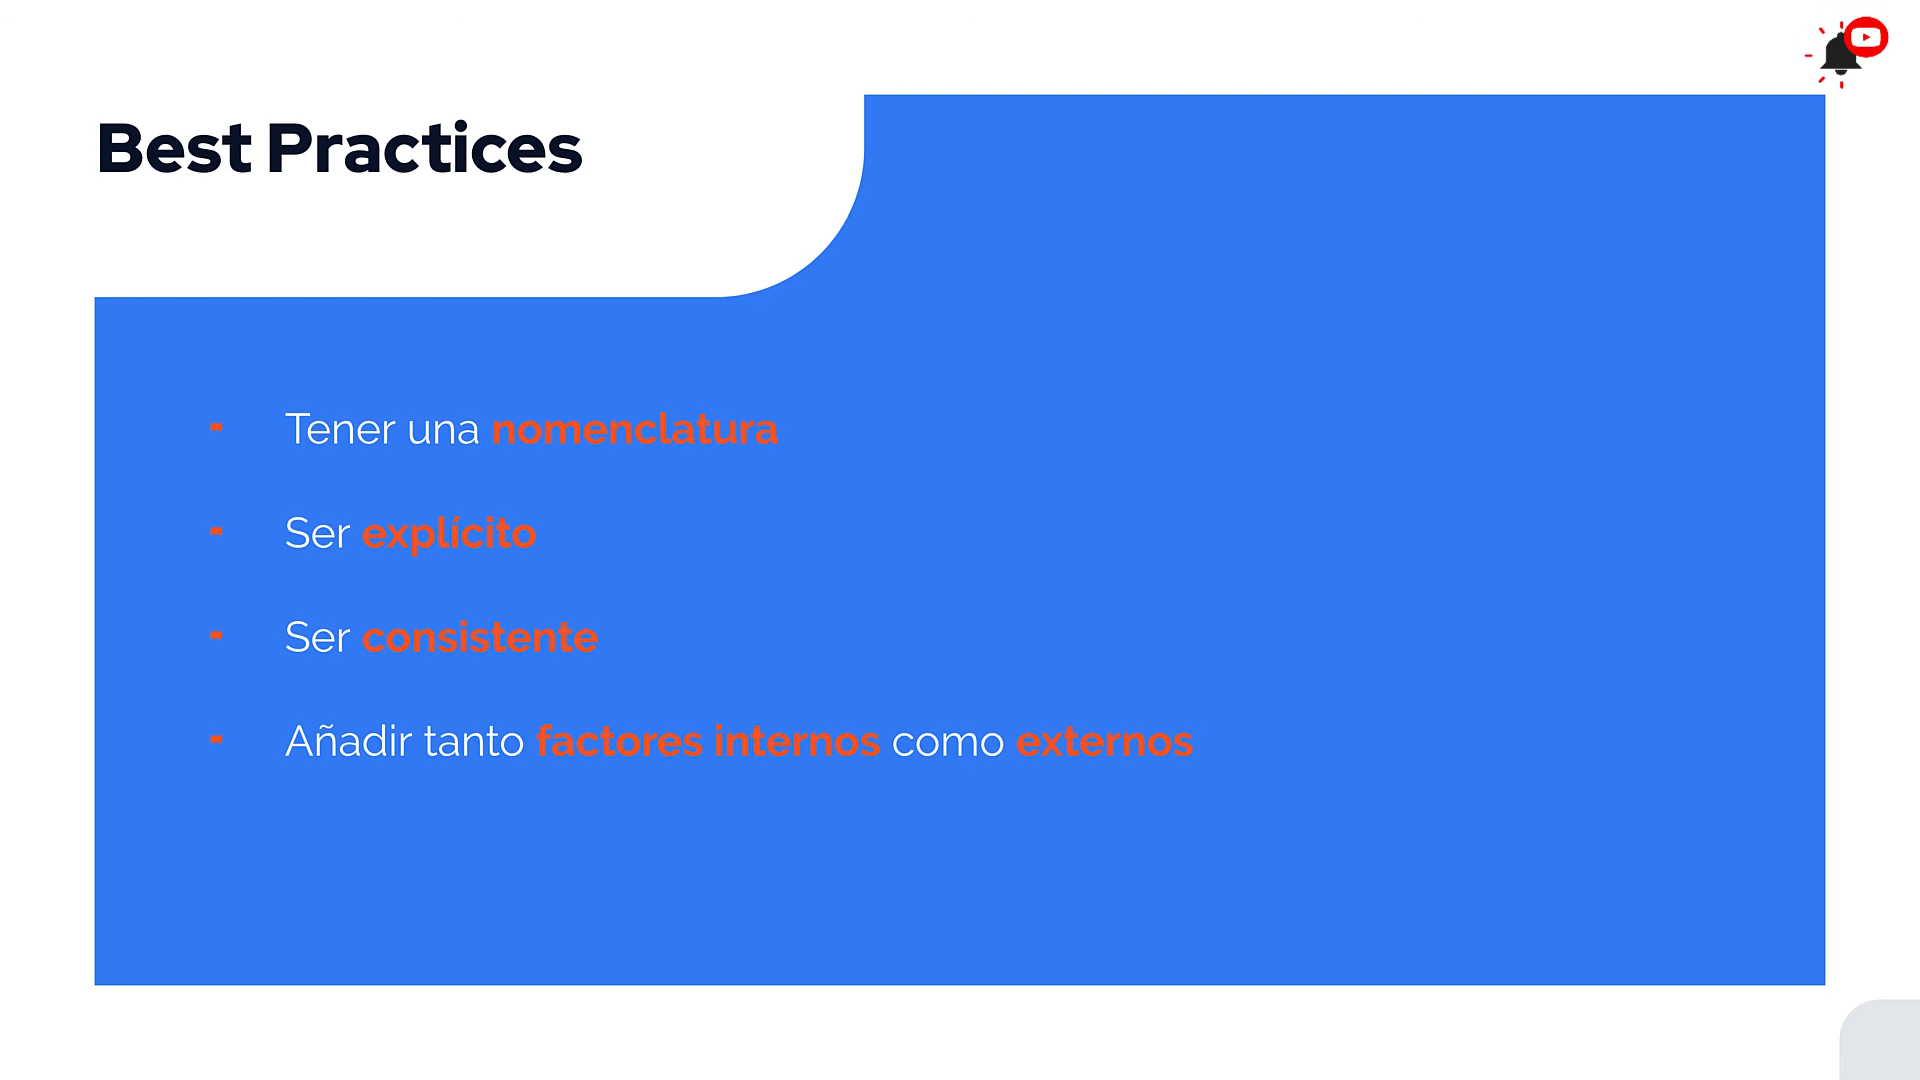 Best Practices
- Tener una nomenclatura
- Ser explícito
- Ser consistente
- Añadir tanto factores internos como externos